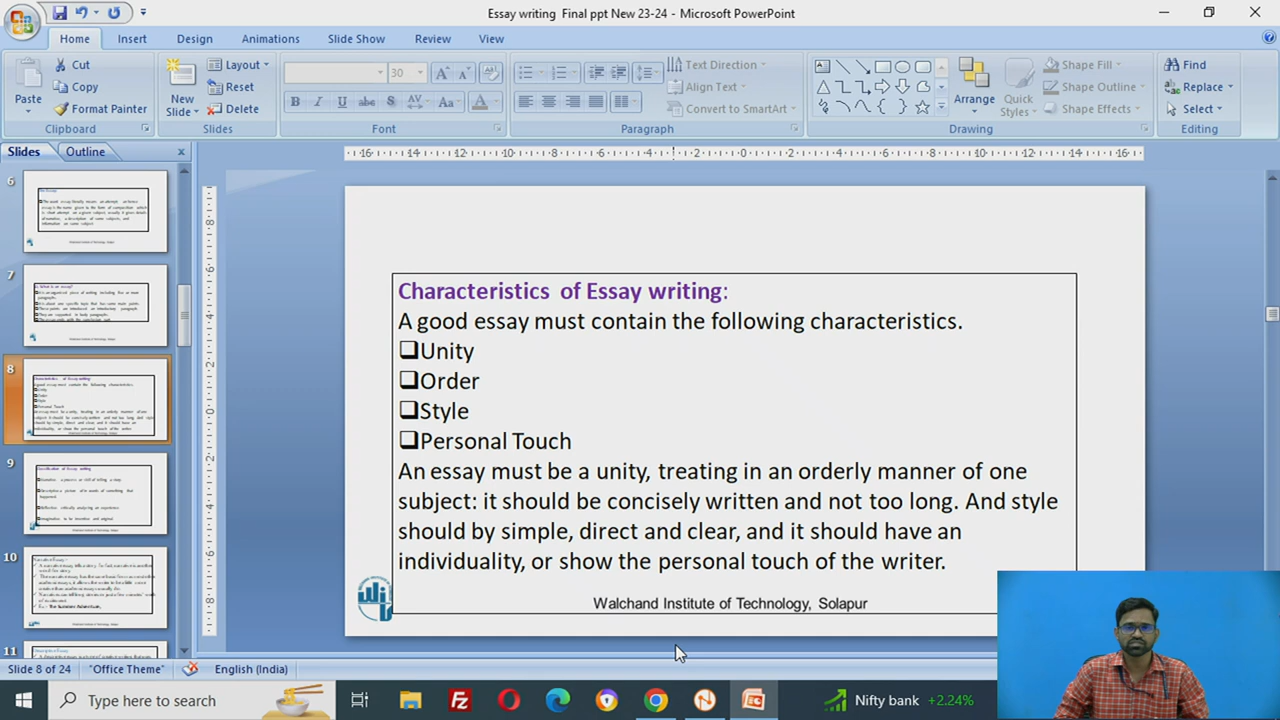 Essay writing Final ppt New 23-24 - Microsoft PowerPoint
Home Insert Design Animations Slide Show Review View
Paste
Cut
Copy
Format Painter
Clipboard
New Slide
Layout
Reset
Delete
Slides
30
Font
Text Direction
Align Text
Convert to SmartArt
Paragraph
Arrange
Quick Styles
Shape Fill
Shape Outline
Shape Effects
Drawing
Find
Replace
Select
Editing
Slides Outline
6
7
8
9
10
11
Characteristics of Essay writing:
A good essay must contain the following characteristics.
Unity
Order
Style
Personal Touch
An essay must be a unity, treating in an orderly manner of one
subject: it should be concisely written and not too long. And style
should by simple, direct and clear, and it should have an
individuality, or show the personal touch of the writer.
Walchand Institute of Technology, Solapur
Slide 8 of 24 "Office Theme" English (India)
Type here to search
Nifty bank +2.24%